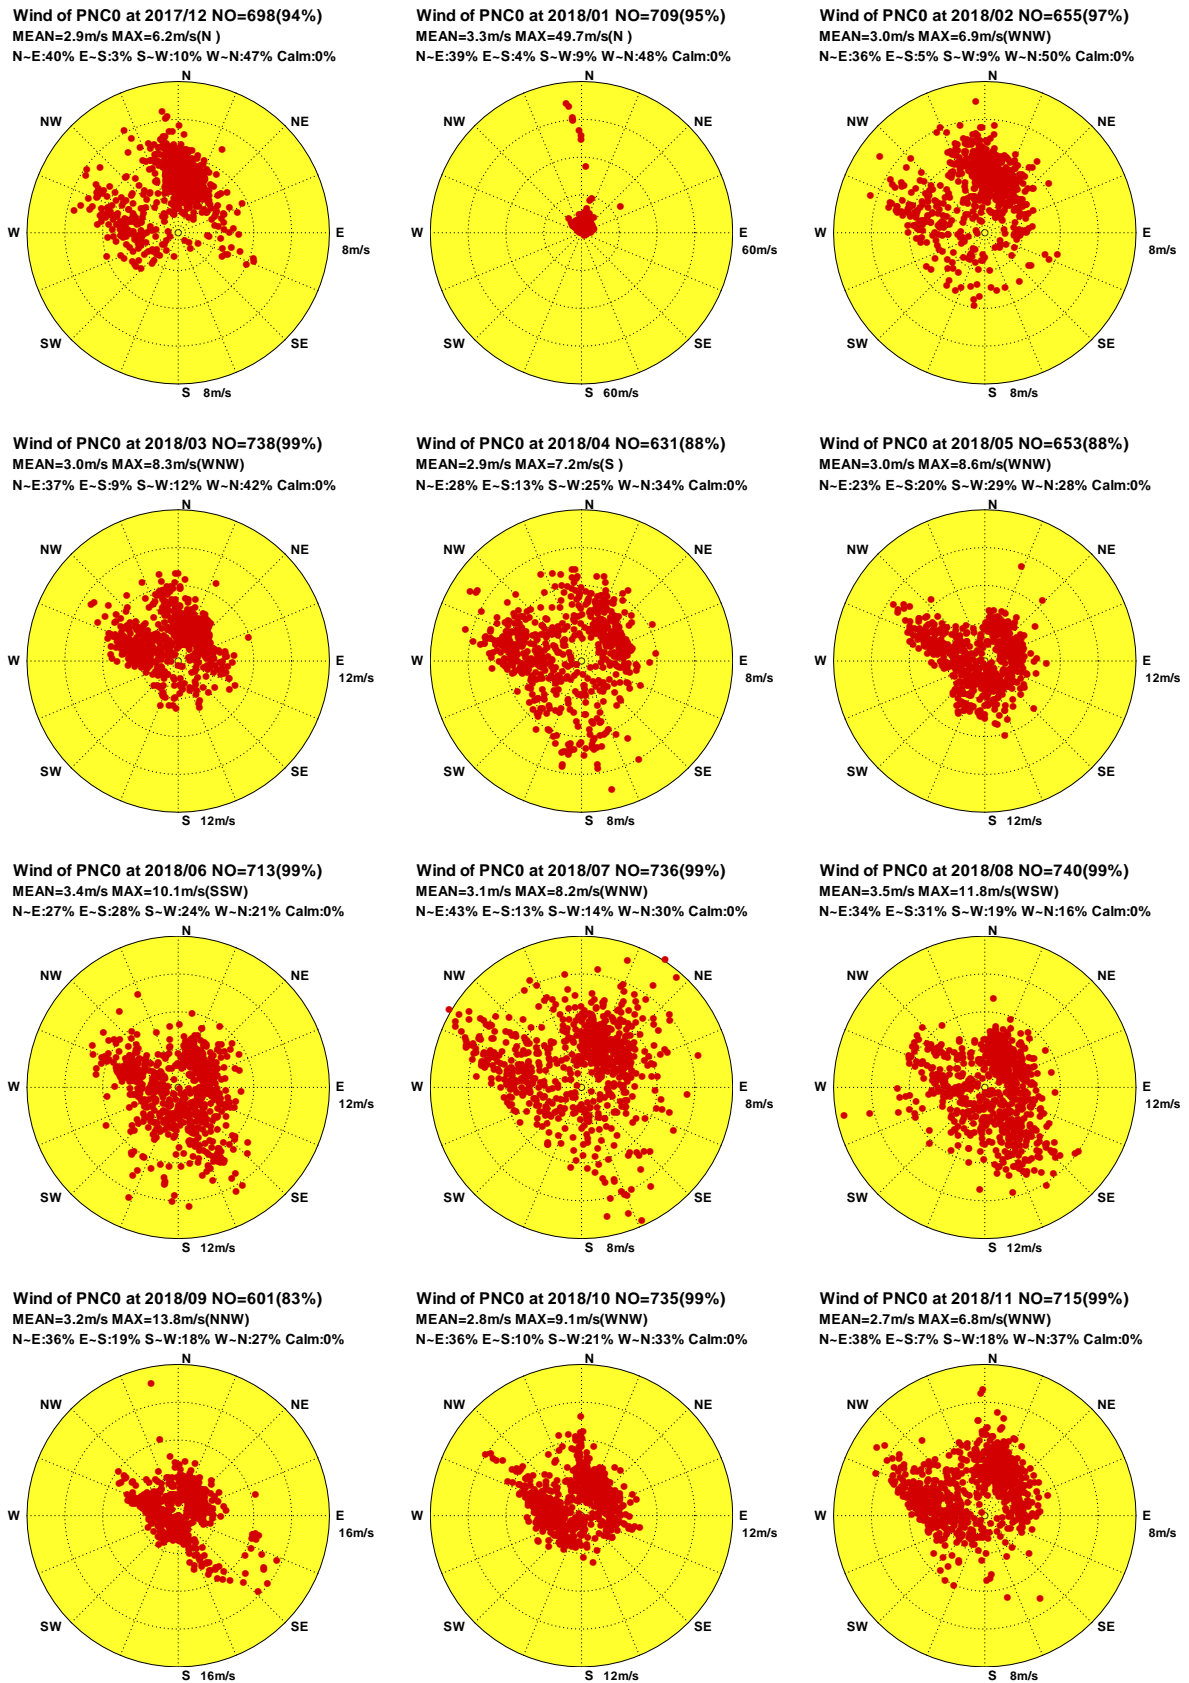 Wind of PNC0 at 2017/12 NO=698(94%)
MEAN=2.9m/s MAX=6.2m/s(N )
N~E:40% E~S:3% S~W:10% W~N:47% Calm:0%
N
NW
NE
W
E
8m/s
SW
SE
S 8m/s
Wind of PNC0 at 2018/01 NO=709(95%)
MEAN=3.3m/s MAX=49.7m/s(N )
N~E:39% E~S:4% S~W:9% W~N:48% Calm:0%
N
NW
NE
W
E
60m/s
SW
SE
S 60m/s
Wind of PNC0 at 2018/02 NO=655(97%)
MEAN=3.0m/s MAX=6.9m/s(WNW)
N~E:36% E~S:5% S~W:9% W~N:50% Calm:0%
N
NW
NE
W
E
8m/s
SW
SE
S 8m/s
Wind of PNC0 at 2018/03 NO=738(99%)
MEAN=3.0m/s MAX=8.3m/s(WNW)
N~E:37% E~S:9% S~W:12% W~N:42% Calm:0%
N
NW
NE
W
E
12m/s
SW
SE
S 12m/s
Wind of PNC0 at 2018/04 NO=631(88%)
MEAN=2.9m/s MAX=7.2m/s(S )
N~E:28% E~S:13% S~W:25% W~N:34% Calm:0%
N
NW
NE
W
E
8m/s
SW
SE
S 8m/s
Wind of PNC0 at 2018/05 NO=653(88%)
MEAN=3.0m/s MAX=8.6m/s(WNW)
N~E:23% E~S:20% S~W:29% W~N:28% Calm:0%
N
NW
NE
W
E
12m/s
SW
SE
S 12m/s
Wind of PNC0 at 2018/06 NO=713(99%)
MEAN=3.4m/s MAX=10.1m/s(SSW)
N~E:27% E~S:28% S~W:24% W~N:21% Calm:0%
N
NW
NE
W
E
12m/s
SW
SE
S 12m/s
Wind of PNC0 at 2018/07 NO=736(99%)
MEAN=3.1m/s MAX=8.2m/s(WNW)
N~E:43% E~S:13% S~W:14% W~N:30% Calm:0%
N
NW
NE
W
E
8m/s
SW
SE
S 8m/s
Wind of PNC0 at 2018/08 NO=740(99%)
MEAN=3.5m/s MAX=11.8m/s(WSW)
N~E:34% E~S:31% S~W:19% W~N:16% Calm:0%
N
NW
NE
W
E
12m/s
SW
SE
S 12m/s
Wind of PNC0 at 2018/09 NO=601(83%)
MEAN=3.2m/s MAX=13.8m/s(NNW)
N~E:36% E~S:19% S~W:18% W~N:27% Calm:0%
N
NW
NE
W
E
16m/s
SW
SE
S 16m/s
Wind of PNC0 at 2018/10 NO=735(99%)
MEAN=2.8m/s MAX=9.1m/s(WNW)
N~E:36% E~S:10% S~W:21% W~N:33% Calm:0%
N
NW
NE
W
E
12m/s
SW
SE
S 12m/s
Wind of PNC0 at 2018/11 NO=715(99%)
MEAN=2.7m/s MAX=6.8m/s(WNW)
N~E:38% E~S:7% S~W:18% W~N:37% Calm:0%
N
NW
NE
W
E
8m/s
SW
SE
S 8m/s